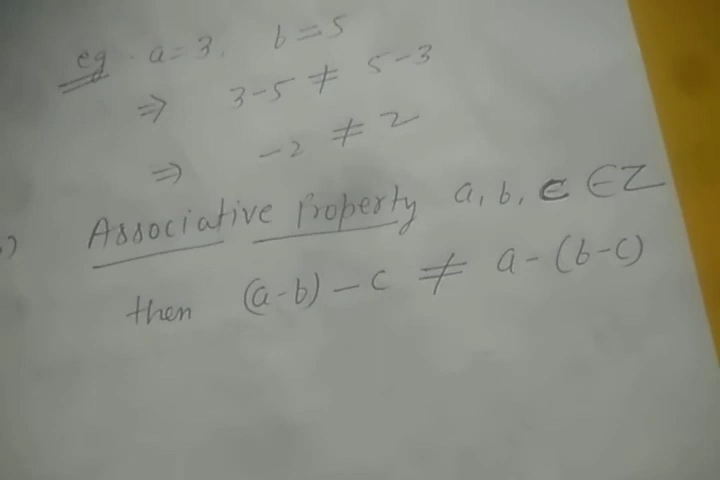 eg. a=3, b=5
⇒ 3-5 ≠ 5-3
⇒ -2 ≠ 2
) Associative Property a, b, c ∈ Z
then (a-b)-c ≠ a-(b-c)